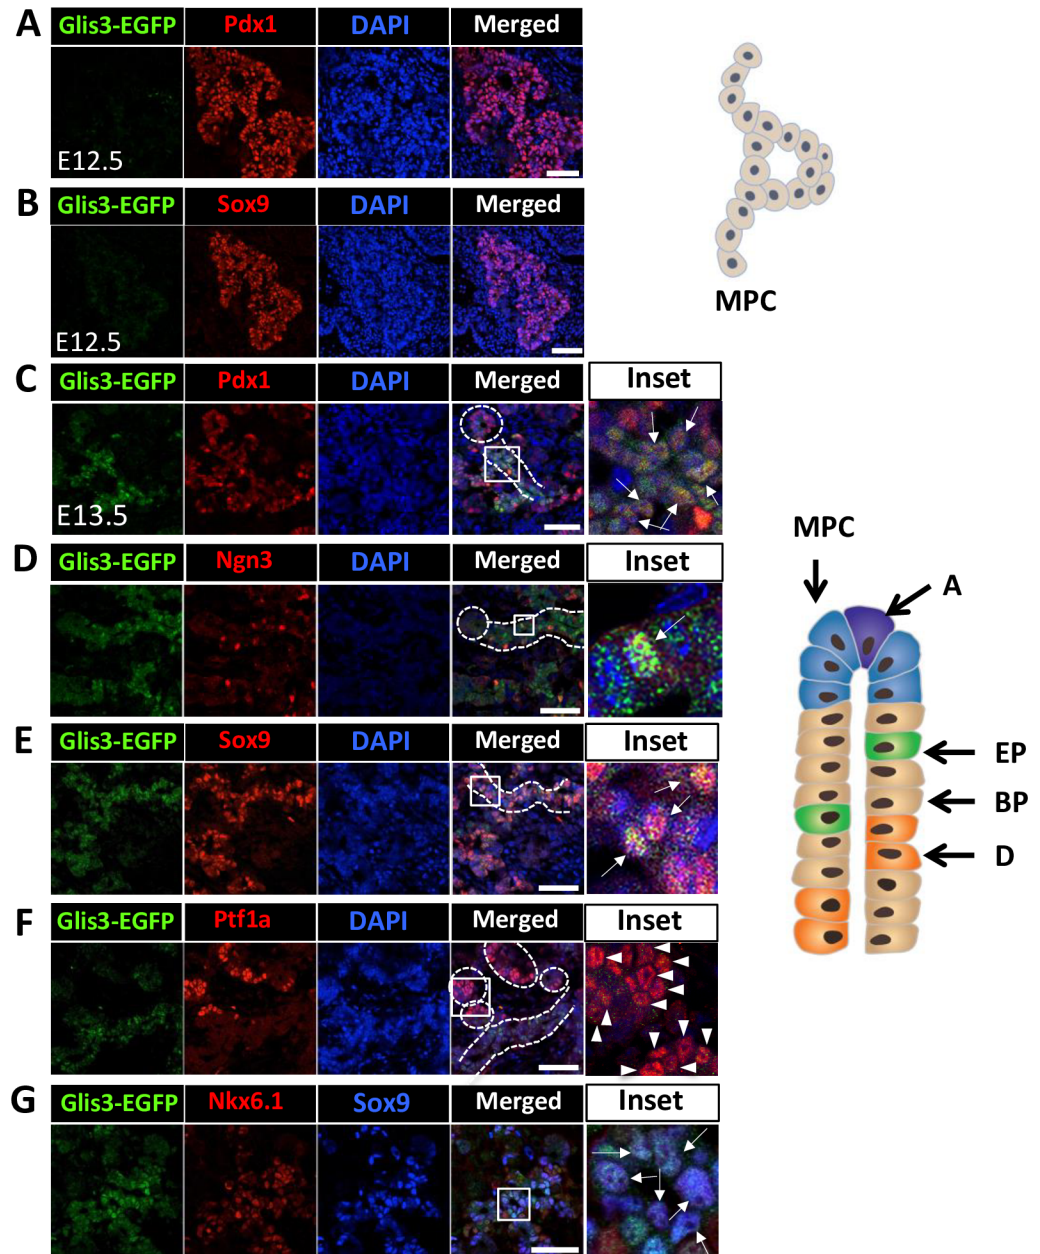 A
Glis3-EGFP Pdx1 DAPI Merged
E12.5
B
Glis3-EGFP Sox9 DAPI Merged
E12.5
MPC
C
Glis3-EGFP Pdx1 DAPI Merged Inset
E13.5
D
Glis3-EGFP Ngn3 DAPI Merged Inset
E
Glis3-EGFP Sox9 DAPI Merged Inset
F
Glis3-EGFP Ptf1a DAPI Merged Inset
G
Glis3-EGFP Nkx6.1 Sox9 Merged Inset
MPC
A
EP
BP
D